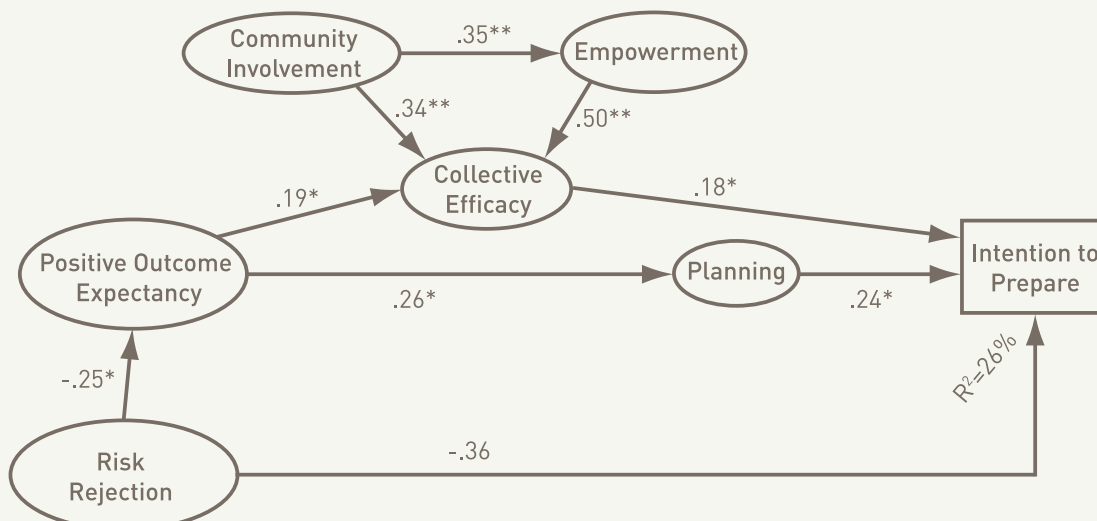 Community
Involvement
.35**
Empowerment
.34**
.50**
Collective
Efficacy
.19*
.18*
Positive Outcome
Expectancy
Planning
Intention to
Prepare
.26*
.24*
-.25*
R²=26%
Risk
Rejection
-.36